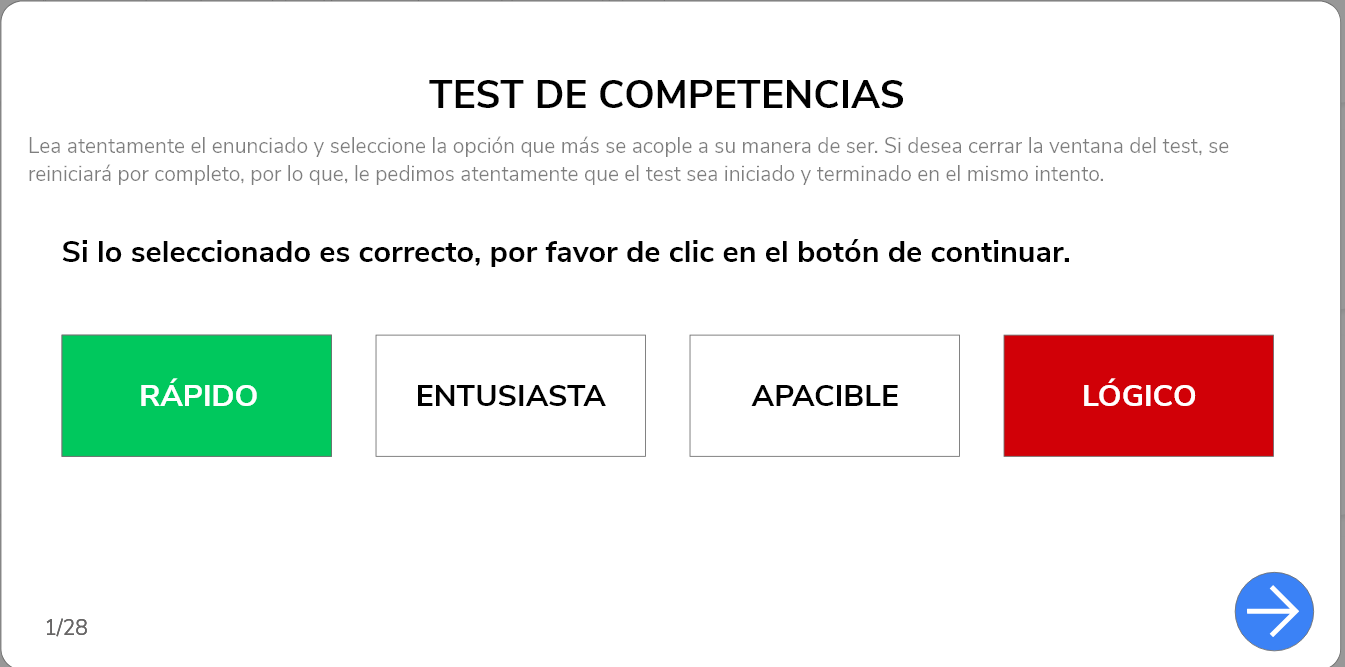 TEST DE COMPETENCIAS
Lea atentamente el enunciado y seleccione la opción que más se acople a su manera de ser. Si desea cerrar la ventana del test, se
reiniciará por completo, por lo que, le pedimos atentamente que el test sea iniciado y terminado en el mismo intento.
Si lo seleccionado es correcto, por favor de clic en el botón de continuar.
RÁPIDO
ENTUSIASTA
APACIBLE
LÓGICO
1/28